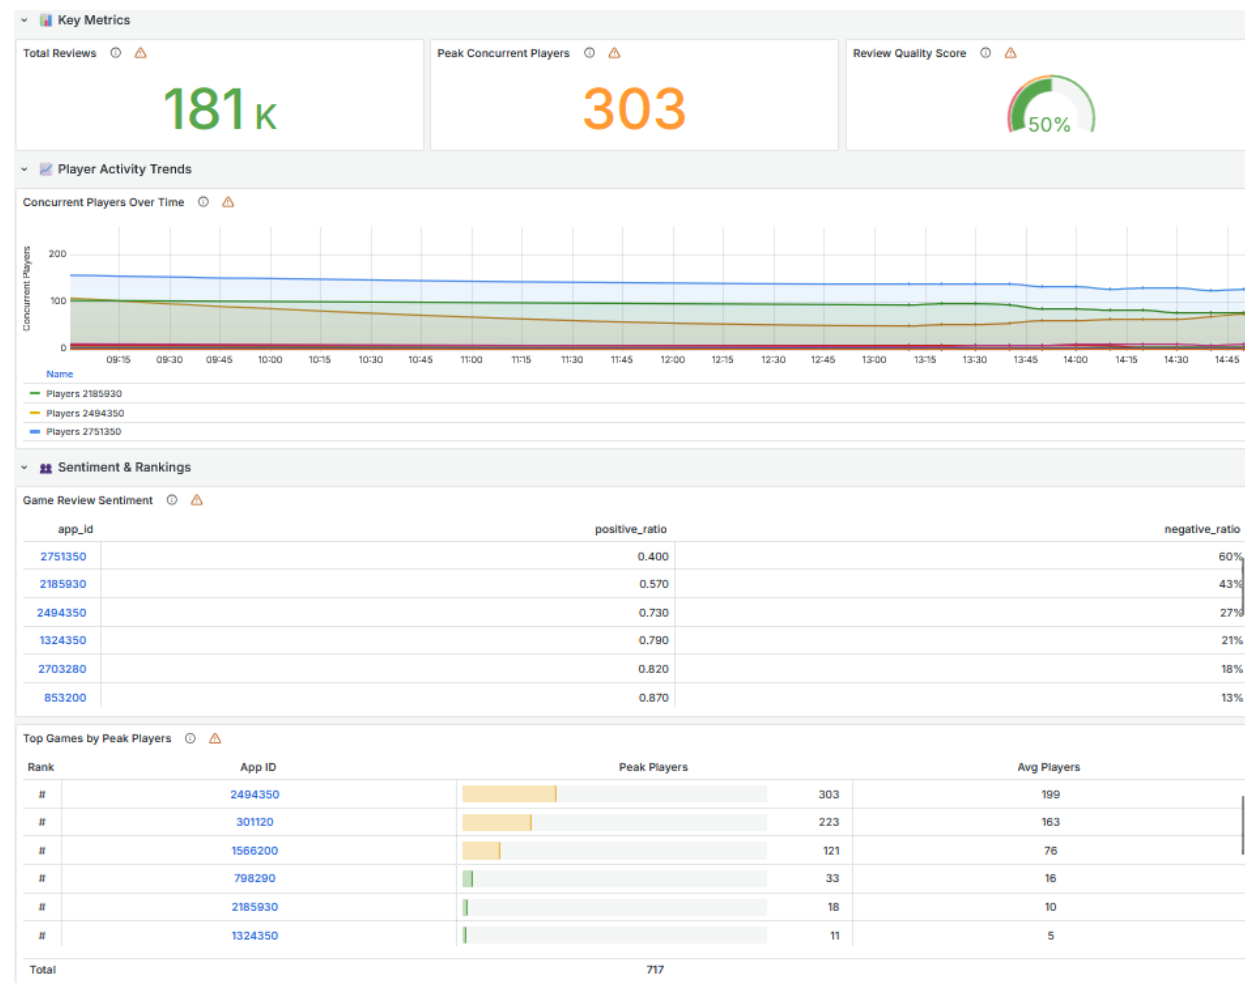 Key Metrics
Total Reviews
Peak Concurrent Players
Review Quality Score
181 K
303
50%
Player Activity Trends
Concurrent Players Over Time
Concurrent Players
200
100
0
09:15 09:30 09:45 10:00 10:15 10:30 10:45 11:00 11:15 11:30 11:45 12:00 12:15 12:30 12:45 13:00 13:15 13:30 13:45 14:00 14:15 14:30 14:45
Name
Players 2185930
Players 2494350
Players 2751350
Sentiment & Rankings
Game Review Sentiment
app_id positive_ratio negative_ratio
2751350 0.400 60%
2185930 0.570 43%
2494350 0.730 27%
1324350 0.790 21%
2703280 0.820 18%
853200 0.870 13%
Top Games by Peak Players
Rank App ID Peak Players Avg Players
# 2494350 303 199
# 301120 223 163
# 1566200 121 76
# 798290 33 16
# 2185930 18 10
# 1324350 11 5
Total 717